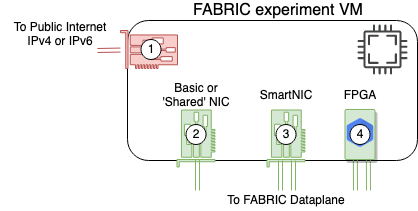 FABRIC experiment VM
To Public Internet
IPv4 or IPv6
1
Basic or
'Shared' NIC
SmartNIC
FPGA
2
3
4
To FABRIC Dataplane